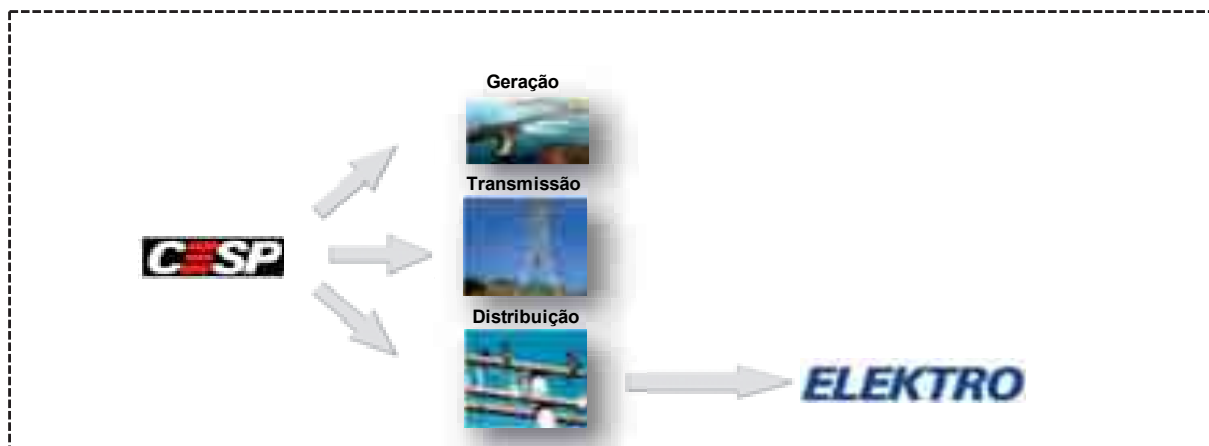 Geração
Transmissão
CESP
Distribuição
ELEKTRO